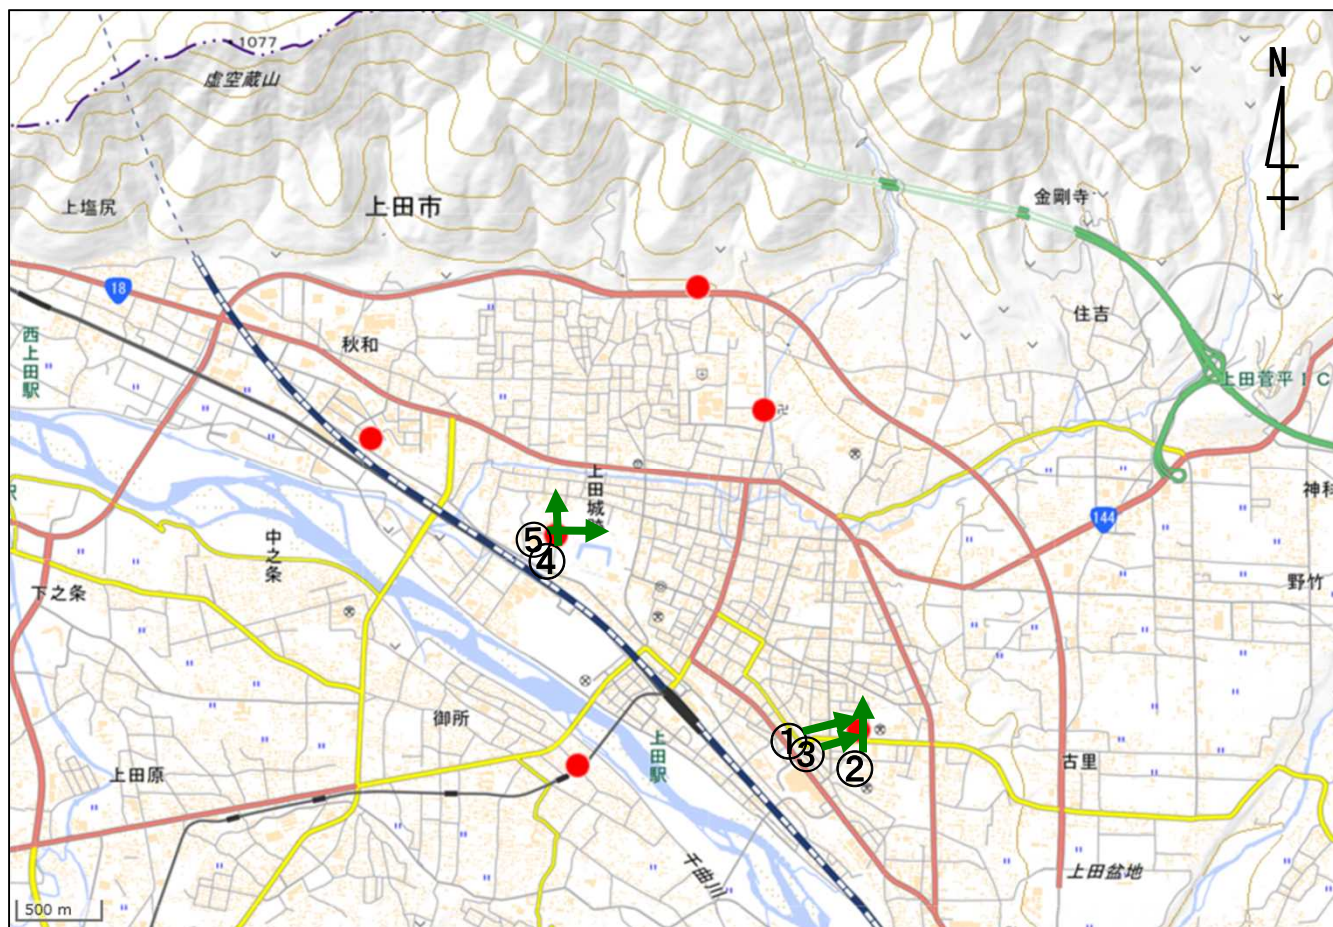 1077
虚空蔵山
N
上塩尻
上田市
金剛寺
18
住吉
西上田駅
秋和
上田菅平IC
上田城跡
神科
144
⑤
④
中之条
下之条
野竹
御所
上田駅
①
③
②
上田原
古里
千曲川
上田盆地
500 m